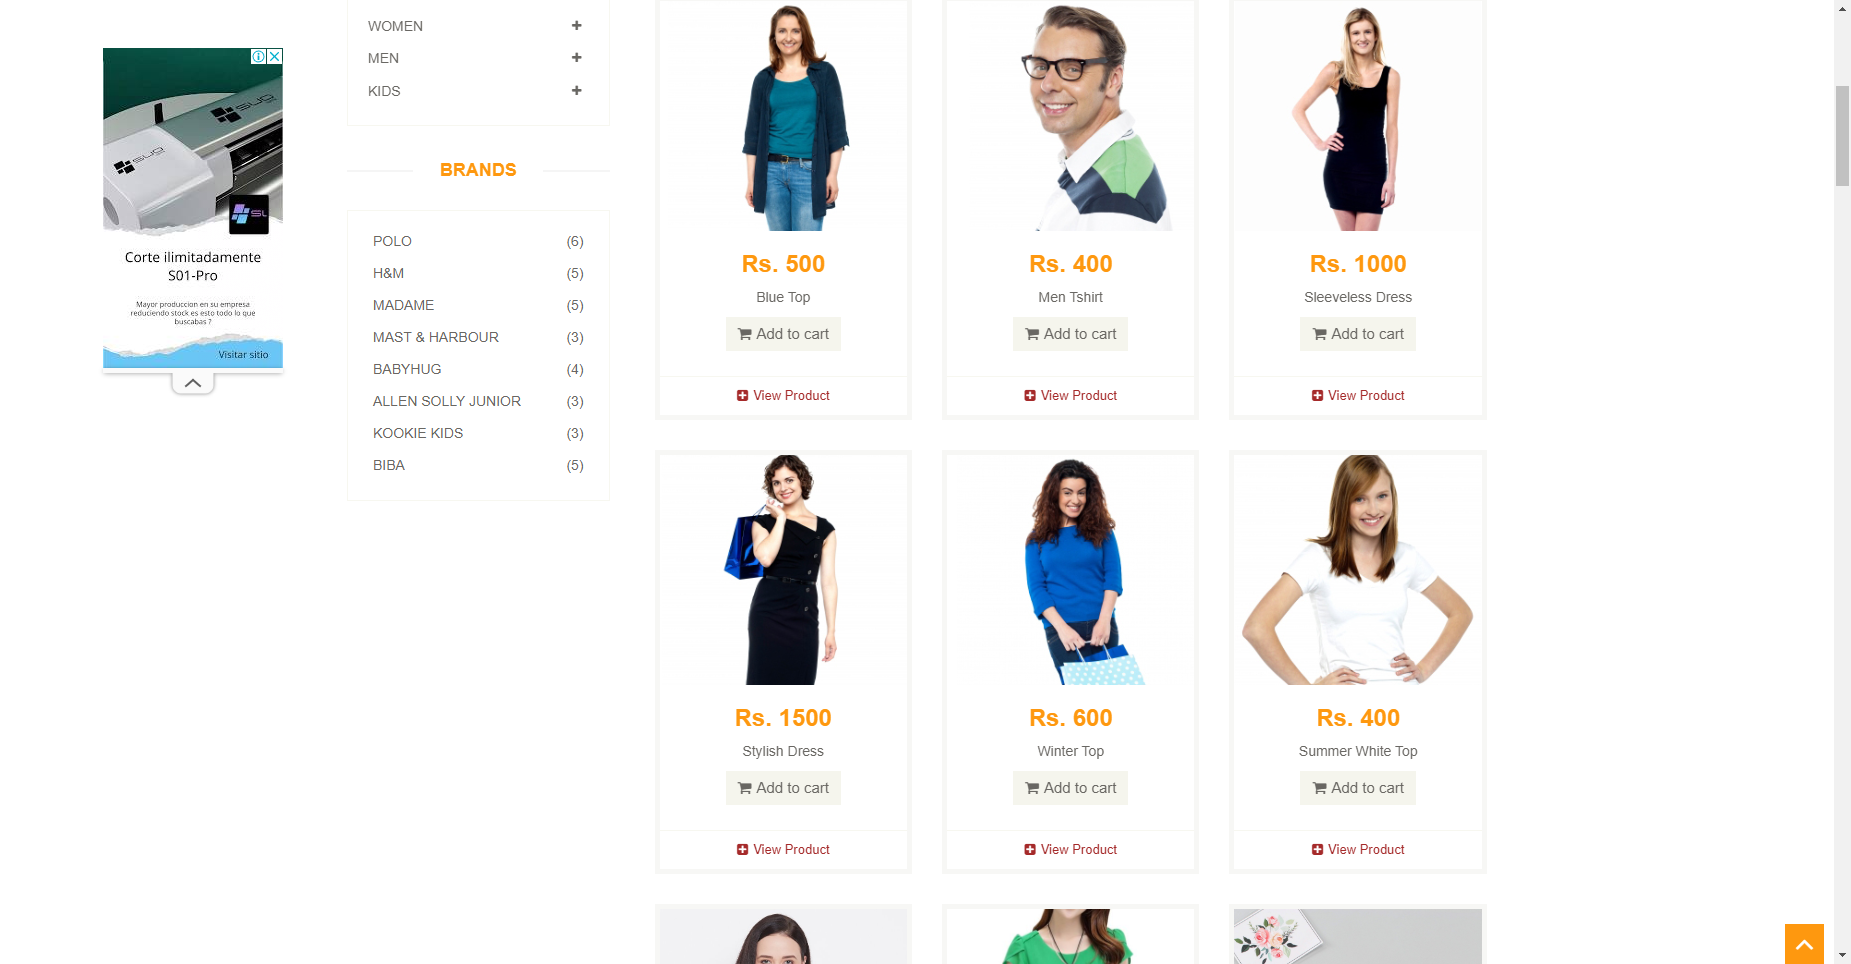 WOMEN
MEN
KIDS
BRANDS
POLO (6)
H&M (5)
MADAME (5)
MAST & HARBOUR (3)
BABYHUG (4)
ALLEN SOLLY JUNIOR (3)
KOOKIE KIDS (3)
BIBA (5)
Corte ilimitadamente
S01-Pro
Mayor produccion en su empresa
reduciendo stock es esto todo lo que
buscabas ?
Visitar sitio
Rs. 500
Blue Top
Add to cart
View Product
Rs. 400
Men Tshirt
Add to cart
View Product
Rs. 1000
Sleeveless Dress
Add to cart
View Product
Rs. 1500
Stylish Dress
Add to cart
View Product
Rs. 600
Winter Top
Add to cart
View Product
Rs. 400
Summer White Top
Add to cart
View Product